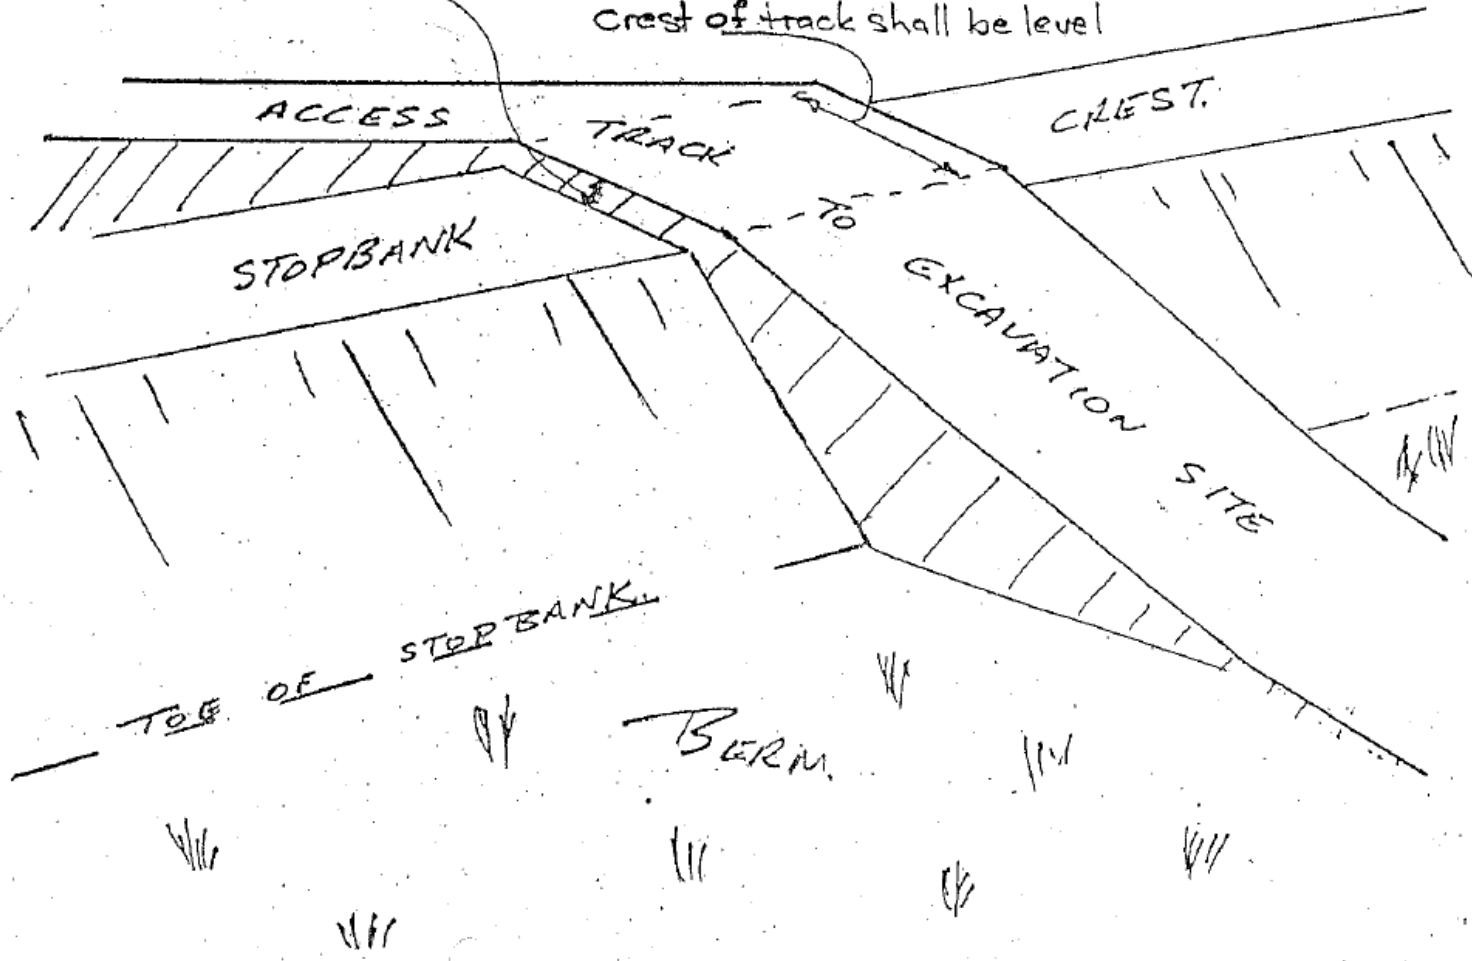 Crest of track shall be level
ACCESS TRACK TO EXCAVATION SITE
CREST.
STOPBANK
TOE OF STOPBANK
BERM.